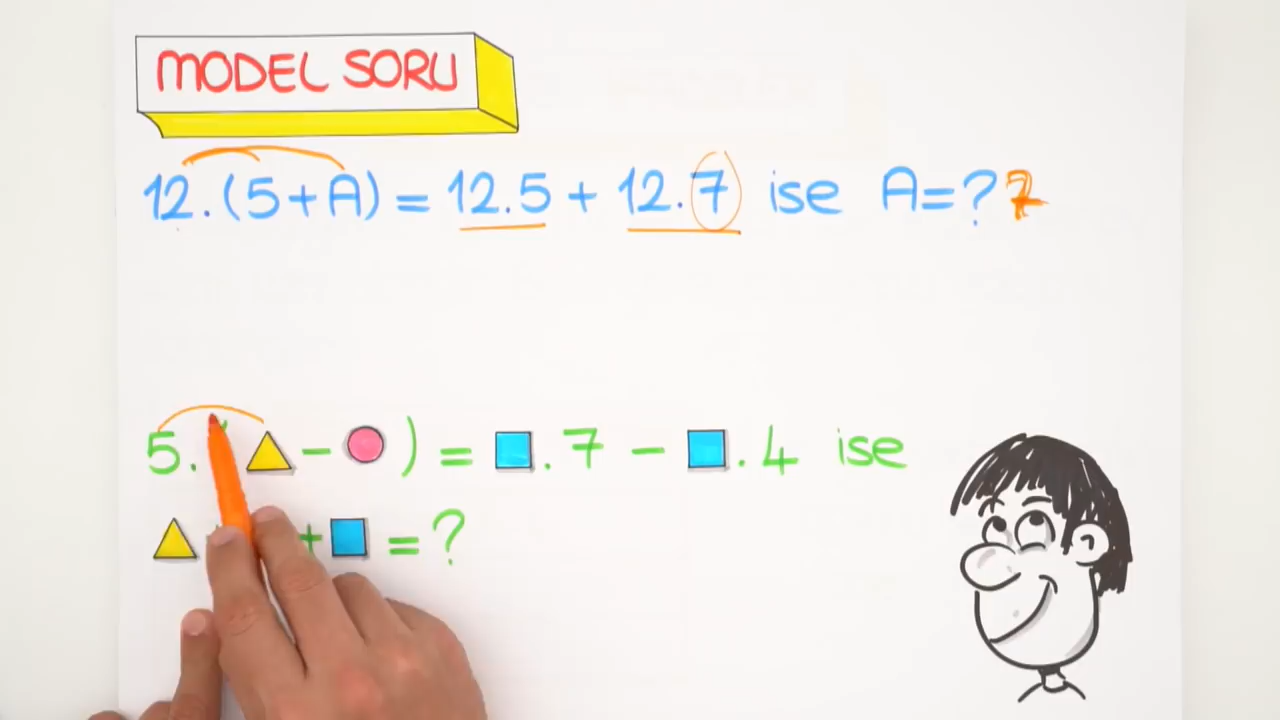 MODEL SORU
12.(5+A) = 12.5 + 12.7 ise A=? 7
5. △ - ○ ) = □.7 - □.4 ise
△ + □ = ?